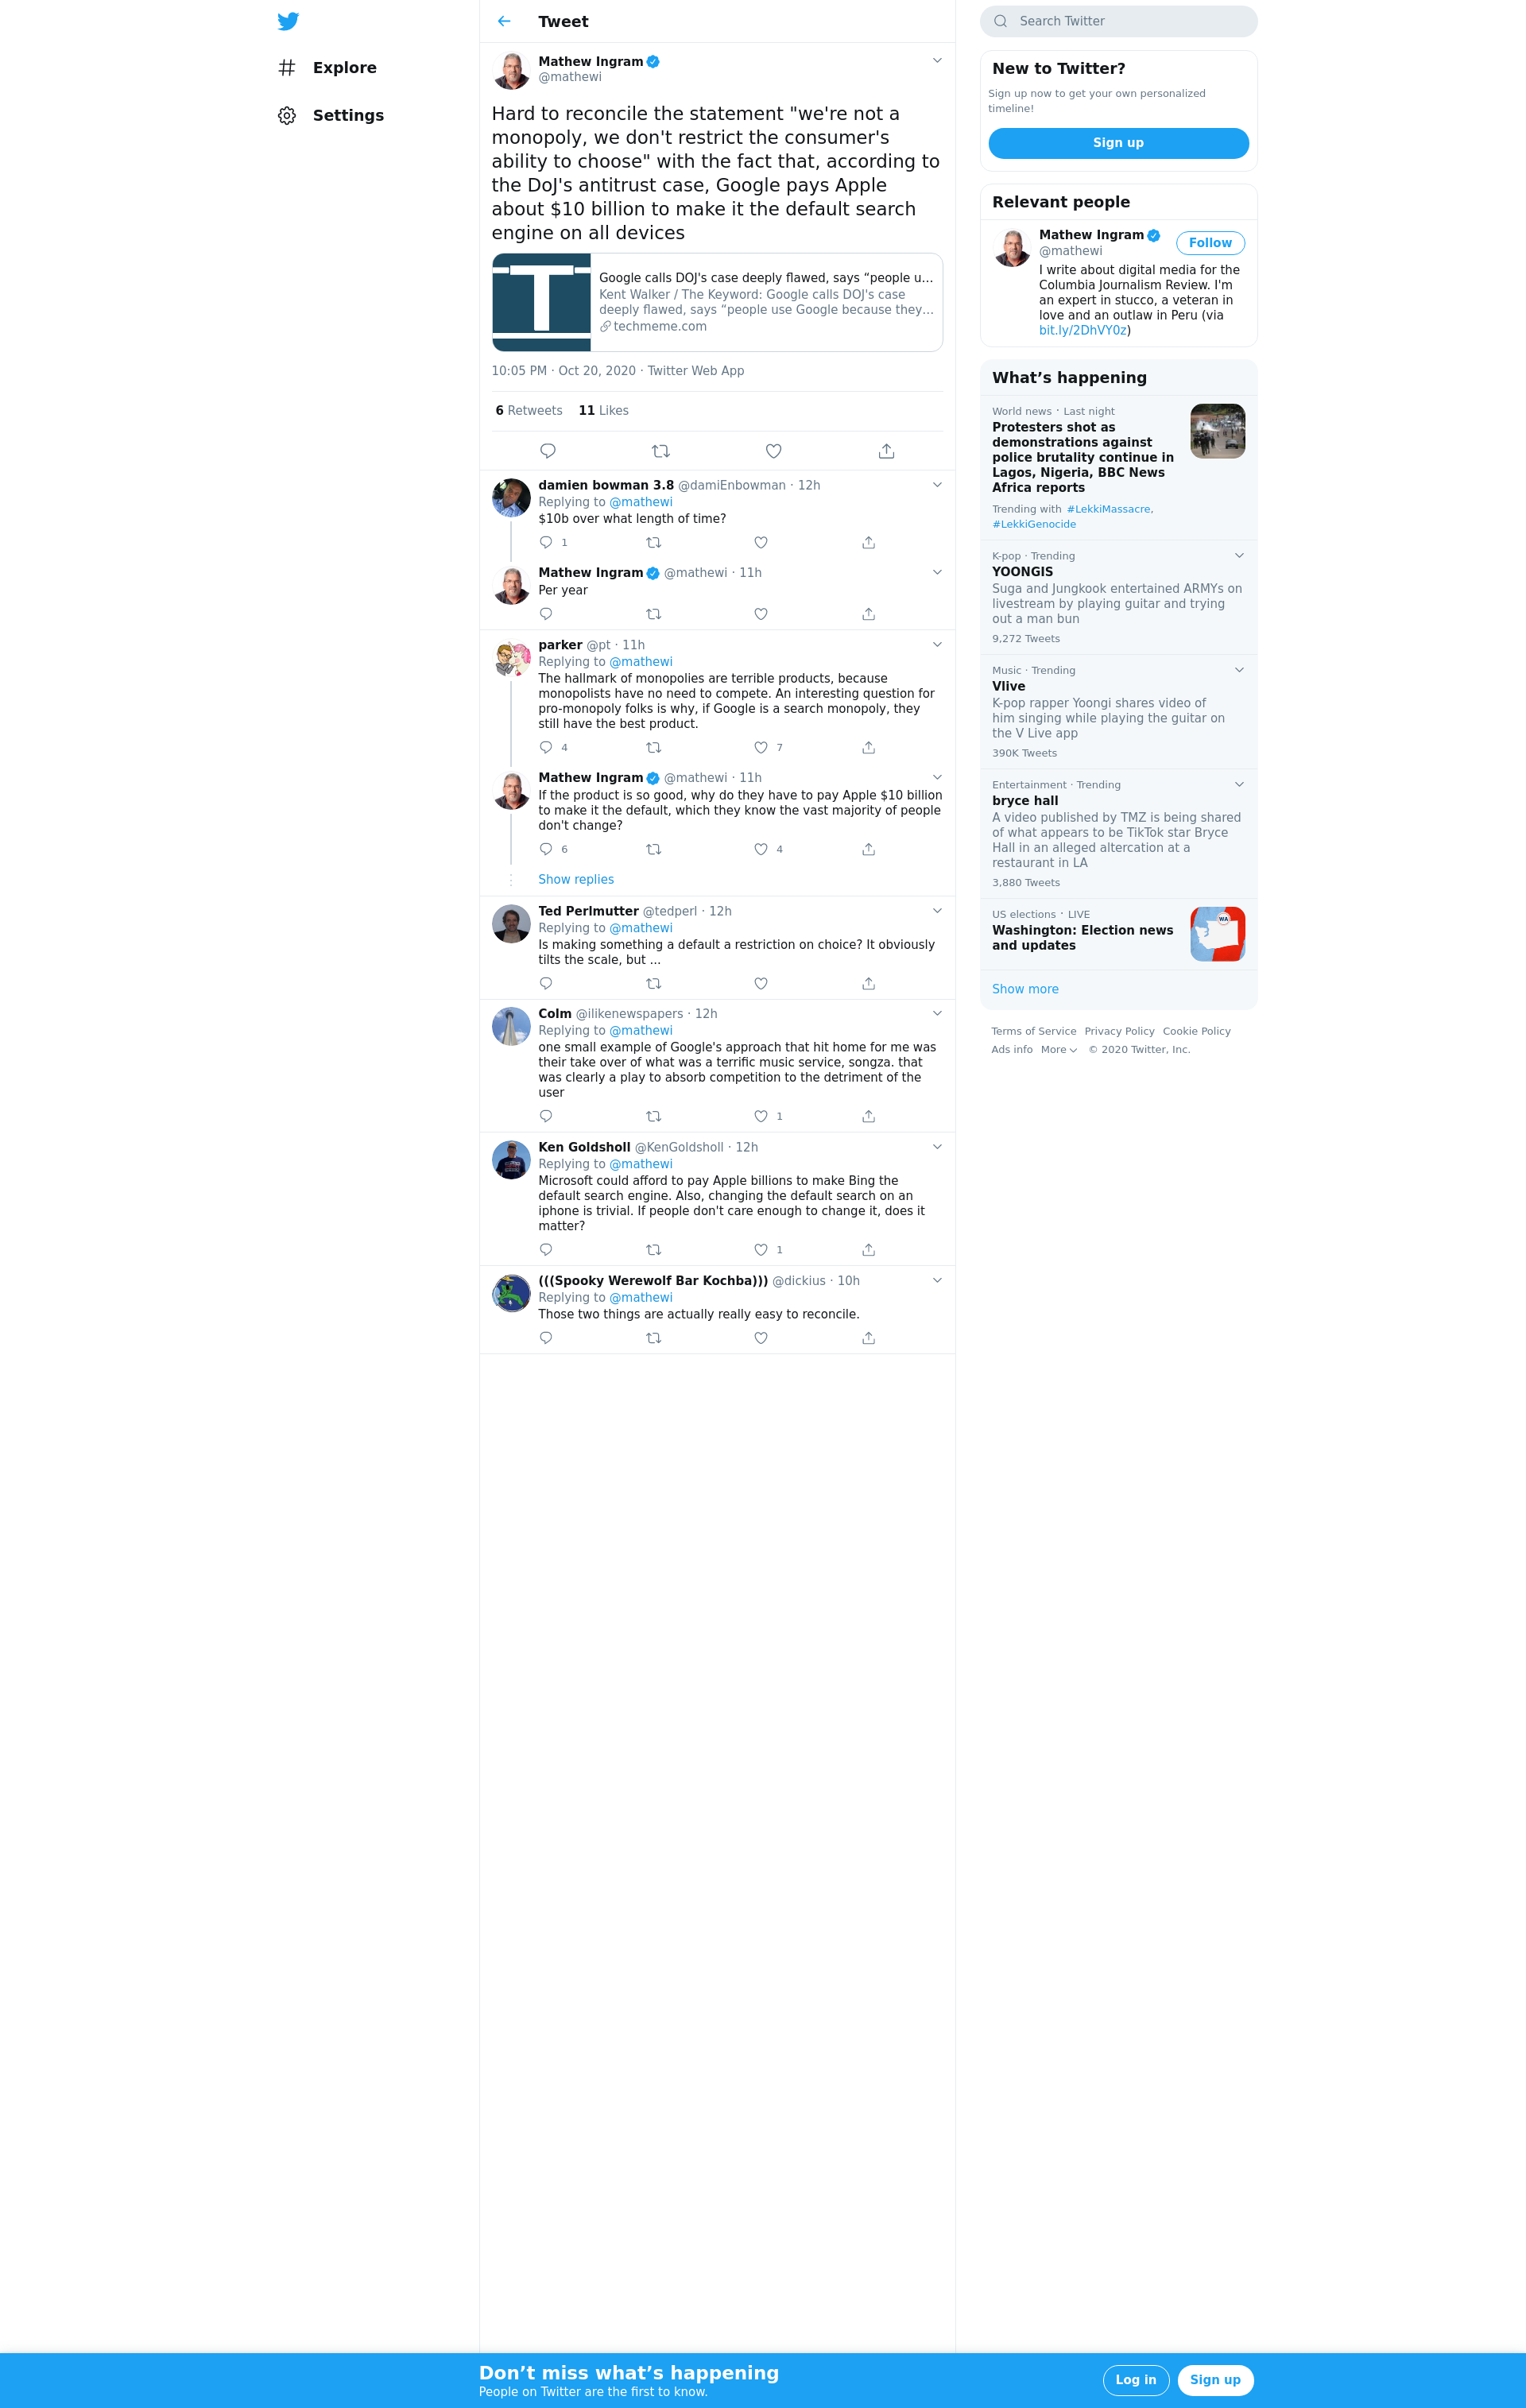 Explore
Settings
Tweet
Mathew Ingram
@mathewi
Hard to reconcile the statement "we're not a
monopoly, we don't restrict the consumer's
ability to choose" with the fact that, according to
the DoJ's antitrust case, Google pays Apple
about $10 billion to make it the default search
engine on all devices
T
Google calls DOJ's case deeply flawed, says “people u…
Kent Walker / The Keyword: Google calls DOJ's case
deeply flawed, says “people use Google because they…
techmeme.com
10:05 PM · Oct 20, 2020 · Twitter Web App
6 Retweets 11 Likes
damien bowman 3.8 @damiEnbowman · 12h
Replying to @mathewi
$10b over what length of time?
1
Mathew Ingram @mathewi · 11h
Per year
parker @pt · 11h
Replying to @mathewi
The hallmark of monopolies are terrible products, because
monopolists have no need to compete. An interesting question for
pro-monopoly folks is why, if Google is a search monopoly, they
still have the best product.
4 7
Mathew Ingram @mathewi · 11h
If the product is so good, why do they have to pay Apple $10 billion
to make it the default, which they know the vast majority of people
don't change?
6 4
Show replies
Ted Perlmutter @tedperl · 12h
Replying to @mathewi
Is making something a default a restriction on choice? It obviously
tilts the scale, but ...
Colm @ilikenewspapers · 12h
Replying to @mathewi
one small example of Google's approach that hit home for me was
their take over of what was a terrific music service, songza. that
was clearly a play to absorb competition to the detriment of the
user
1
Ken Goldsholl @KenGoldsholl · 12h
Replying to @mathewi
Microsoft could afford to pay Apple billions to make Bing the
default search engine. Also, changing the default search on an
iphone is trivial. If people don't care enough to change it, does it
matter?
1
(((Spooky Werewolf Bar Kochba))) @dickius · 10h
Replying to @mathewi
Those two things are actually really easy to reconcile.
Search Twitter
New to Twitter?
Sign up now to get your own personalized
timeline!
Sign up
Relevant people
Mathew Ingram
@mathewi
Follow
I write about digital media for the
Columbia Journalism Review. I'm
an expert in stucco, a veteran in
love and an outlaw in Peru (via
bit.ly/2DhVY0z)
What’s happening
World news · Last night
Protesters shot as
demonstrations against
police brutality continue in
Lagos, Nigeria, BBC News
Africa reports
Trending with #LekkiMassacre,
#LekkiGenocide
K-pop · Trending
YOONGIS
Suga and Jungkook entertained ARMYs on
livestream by playing guitar and trying
out a man bun
9,272 Tweets
Music · Trending
Vlive
K-pop rapper Yoongi shares video of
him singing while playing the guitar on
the V Live app
390K Tweets
Entertainment · Trending
bryce hall
A video published by TMZ is being shared
of what appears to be TikTok star Bryce
Hall in an alleged altercation at a
restaurant in LA
3,880 Tweets
US elections · LIVE
Washington: Election news
and updates
WA
Show more
Terms of Service Privacy Policy Cookie Policy
Ads info More © 2020 Twitter, Inc.
Don’t miss what’s happening
People on Twitter are the first to know.
Log in
Sign up